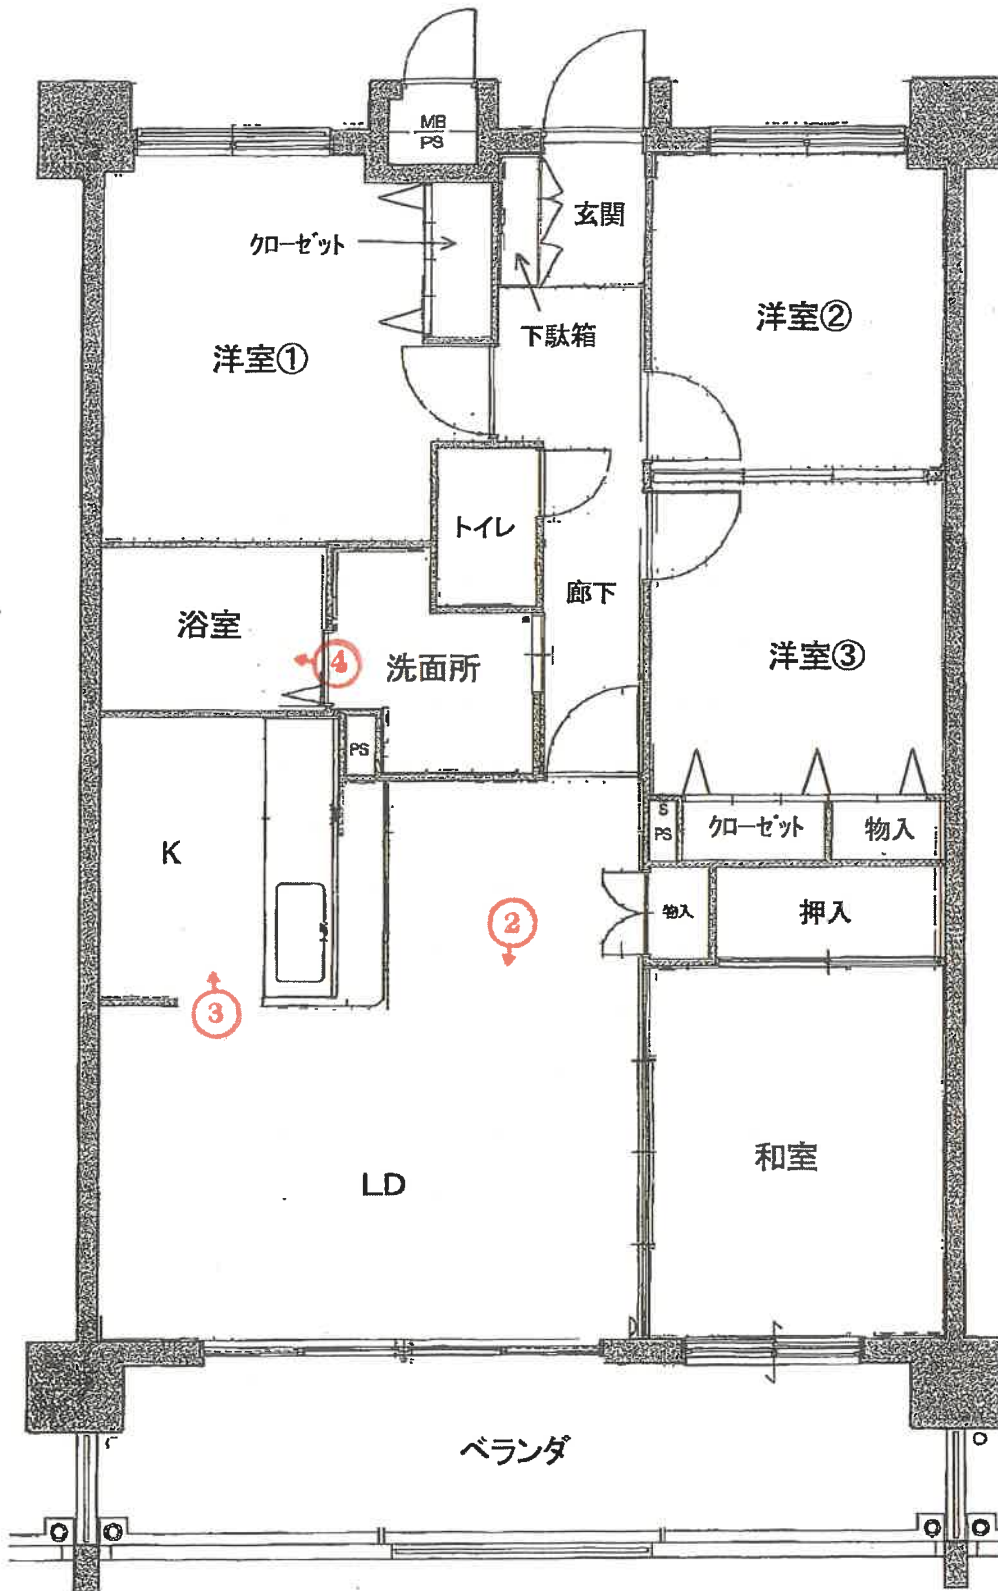 MB
PS
玄関
クローゼット
下駄箱
洋室②
洋室①
トイレ
廊下
浴室
④
洗面所
洋室③
PS
K
S
PS
クローゼット
物入
物入
押入
②
③
和室
LD
ベランダ